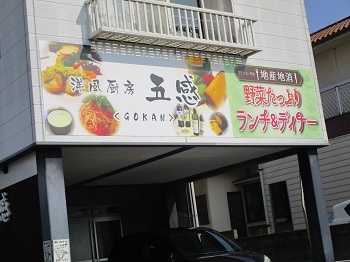 洋風厨房 五感
<GOKAN>
地産地消
野菜たっぷり
ランチ&ディナー
感